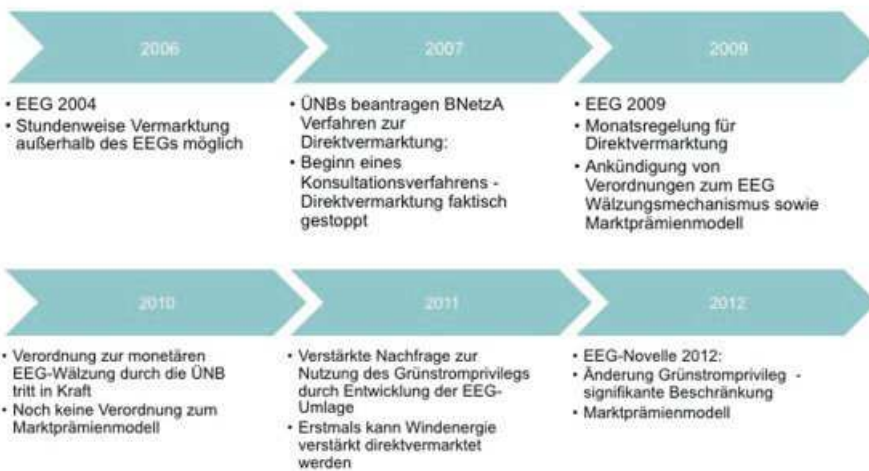 2006
2007
2009
• EEG 2004
• Stundenweise Vermarktung
außerhalb des EEGs möglich
• ÜNBs beantragen BNetzA
Verfahren zur
Direktvermarktung:
• Beginn eines
Konsultationsverfahrens -
Direktvermarktung faktisch
gestoppt
• EEG 2009
• Monatsregelung für
Direktvermarktung
• Ankündigung von
Verordnungen zum EEG
Wälzungsmechanismus sowie
Marktprämienmodell
2010
2011
2012
• Verordnung zur monetären
EEG-Wälzung durch die ÜNB
tritt in Kraft
• Noch keine Verordnung zum
Marktprämienmodell
• Verstärkte Nachfrage zur
Nutzung des Grünstromprivilegs
durch Entwicklung der EEG-
Umlage
• Erstmals kann Windenergie
verstärkt direktvermarktet
werden
• EEG-Novelle 2012:
• Änderung Grünstromprivileg -
signifikante Beschränkung
• Marktprämienmodell